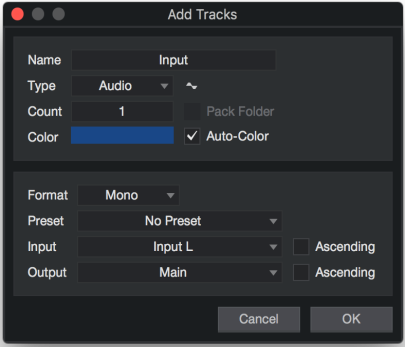 Add Tracks
Name Input
Type Audio
Count 1 Pack Folder
Color Auto-Color
Format Mono
Preset No Preset
Input Input L Ascending
Output Main Ascending
Cancel OK